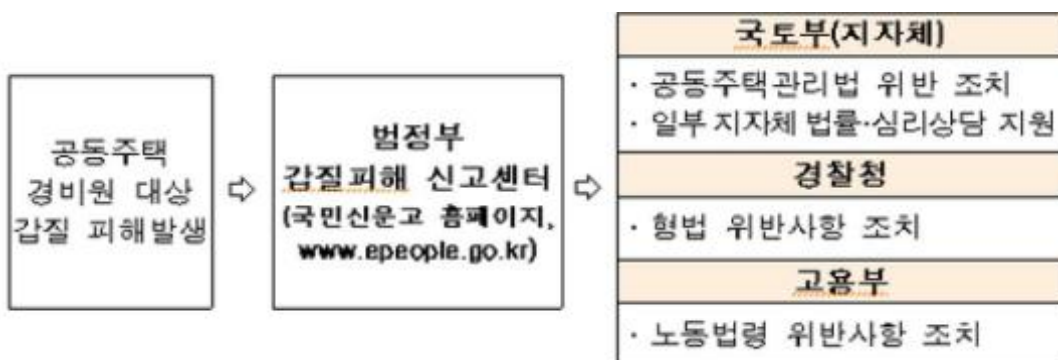 공동주택
경비원 대상
갑질 피해발생
⇨
범정부
갑질피해 신고센터
(국민신문고 홈페이지,
www.epeople.go.kr)
⇨
국토부(지자체)
· 공동주택관리법 위반 조치
· 일부 지자체 법률·심리상담 지원
경찰청
· 형법 위반사항 조치
고용부
· 노동법령 위반사항 조치